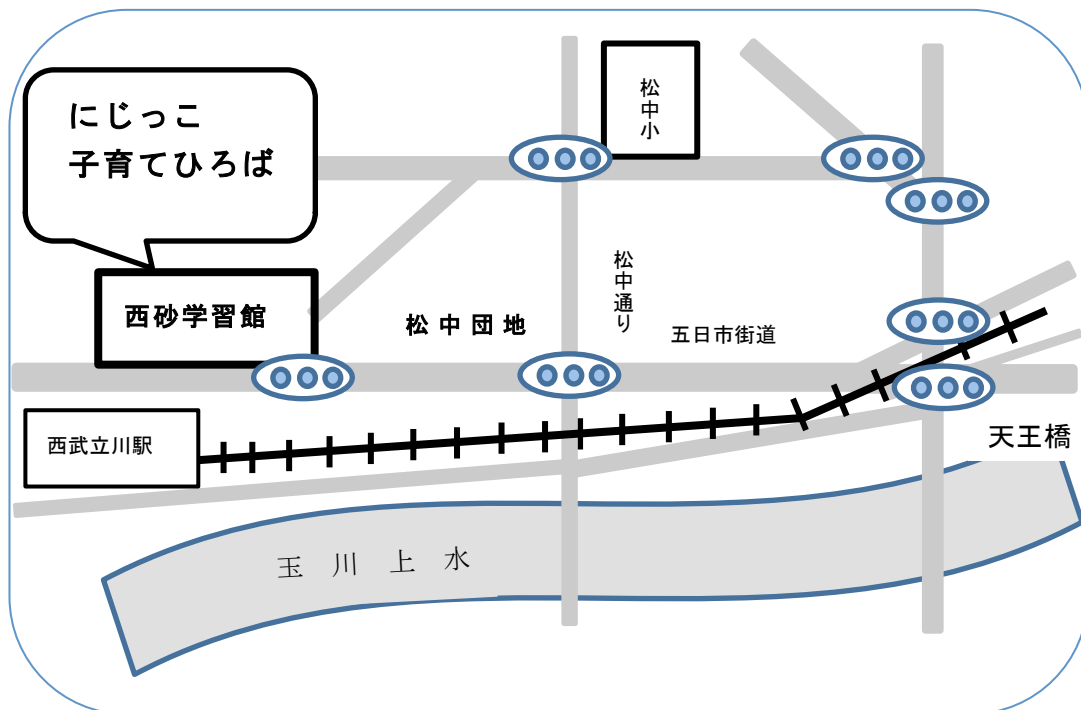 にじっこ
子育てひろば
松中小
西砂学習館
松中団地
松中通り
五日市街道
西武立川駅
天王橋
玉川上水